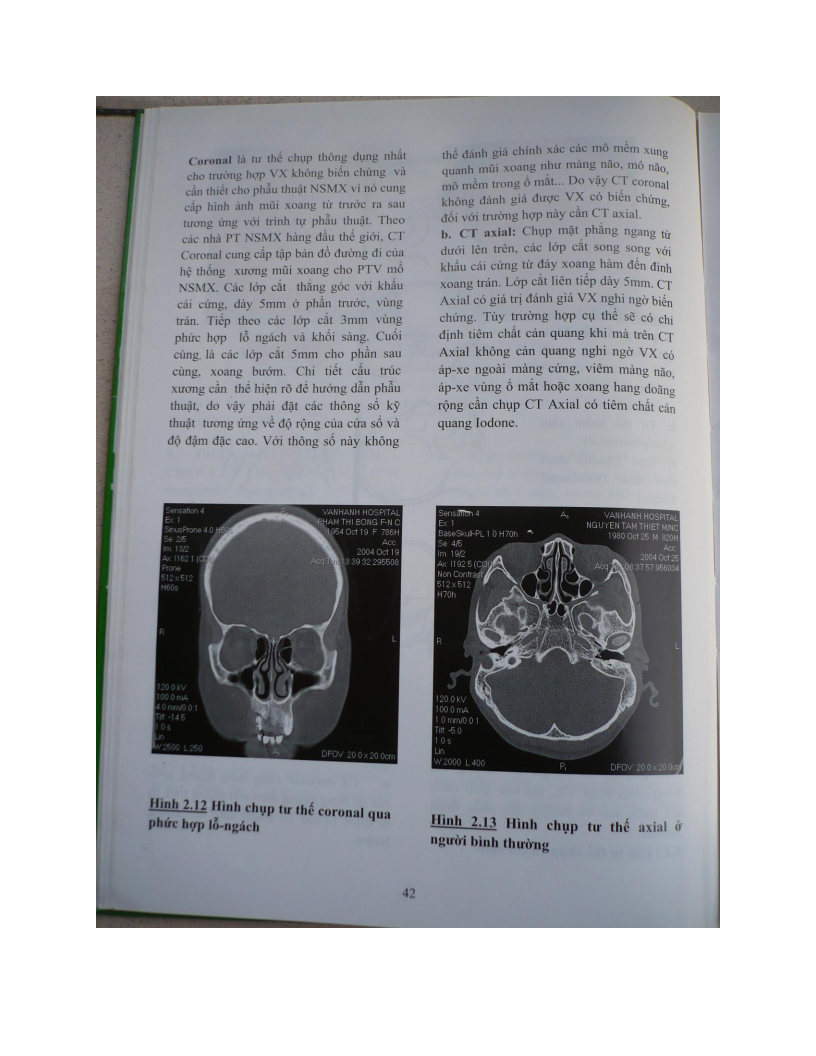 Coronal là tư thế chụp thông dụng nhất
cho trường hợp VX không biến chứng và
cần thiết cho phẫu thuật NSMX vì nó cung
cấp hình ảnh mũi xoang từ trước ra sau
tương ứng với trình tự phẫu thuật. Theo
các nhà PT NSMX hàng đầu thế giới, CT
Coronal cung cấp tập bản đồ đường đi của
hệ thống xương mũi xoang cho PTV mổ
NSMX. Các lớp cắt thẳng góc với khẩu
cái cứng, dày 5mm ở phần trước, vùng
trán. Tiếp theo các lớp cắt 3mm vùng
phức hợp lỗ ngách và khối sàng. Cuối
cùng là các lớp cắt 5mm cho phần sau
cùng, xoang bướm. Chi tiết cấu trúc
xương cần thể hiện rõ để hướng dẫn phẫu
thuật, do vậy phải đặt các thông số kỹ
thuật tương ứng về độ rộng của cửa sổ và
độ đậm đặc cao. Với thông số này không
thể đánh giá chính xác các mô mềm xung
quanh mũi xoang như màng não, mô não,
mô mềm trong ổ mắt... Do vậy CT coronal
không đánh giá được VX có biến chứng,
đối với trường hợp này cần CT axial.
b. CT axial: Chụp mặt phẳng ngang từ
dưới lên trên, các lớp cắt song song với
khẩu cái cứng từ đáy xoang hàm đến đỉnh
xoang trán. Lớp cắt liên tiếp dày 5mm. CT
Axial có giá trị đánh giá VX nghi ngờ biến
chứng. Tùy trường hợp cụ thể sẽ có chỉ
định tiêm chất cản quang khi mà trên CT
Axial không cản quang nghi ngờ VX có
áp-xe ngoài màng cứng, viêm màng não,
áp-xe vùng ổ mắt hoặc xoang hang doãng
rộng cần chụp CT Axial có tiêm chất cản
quang Iodone.
Sensation 4
Ex: 1
SinusProne 4.0 H60s
Se: 2/5
Im: 19/2
Ax: I162.1 (COI)
Prone
512 x 512
H60s
VANHANH HOSPITAL
PHAM THI BONG F-N C
1954 Oct 19 F 786H
Acc:
2004 Oct 19
Acq Tm: 13:39:32.295508
R
L
120.0 kV
100.0 mA
4.0 mm/0.0:1
Tilt: -14.5
1.0 s
Lin
W:2500 L:250
DFOV: 20.0 x 20.0cm
Sensation 4
Ex: 1
BaseSkull-PL 1.0 H70h
Se: 4/5
Im: 19/2
Ax: I192.5 (COI)
Non Contrast
512 x 512
H70h
VANHANH HOSPITAL
NGUYEN TAM THIET M/NC
1980 Oct 25 M 820H
Acc:
2004 Oct 25
R
L
120.0 kV
100.0 mA
1.0 mm/0.0:1
Tilt: -5.0
1.0 s
Lin
W:2000 L:400
DFOV: 20.0 x 20.0cm
Hình 2.12 Hình chụp tư thế coronal qua
phức hợp lỗ-ngách
Hình 2.13 Hình chụp tư thế axial ở
người bình thường
42